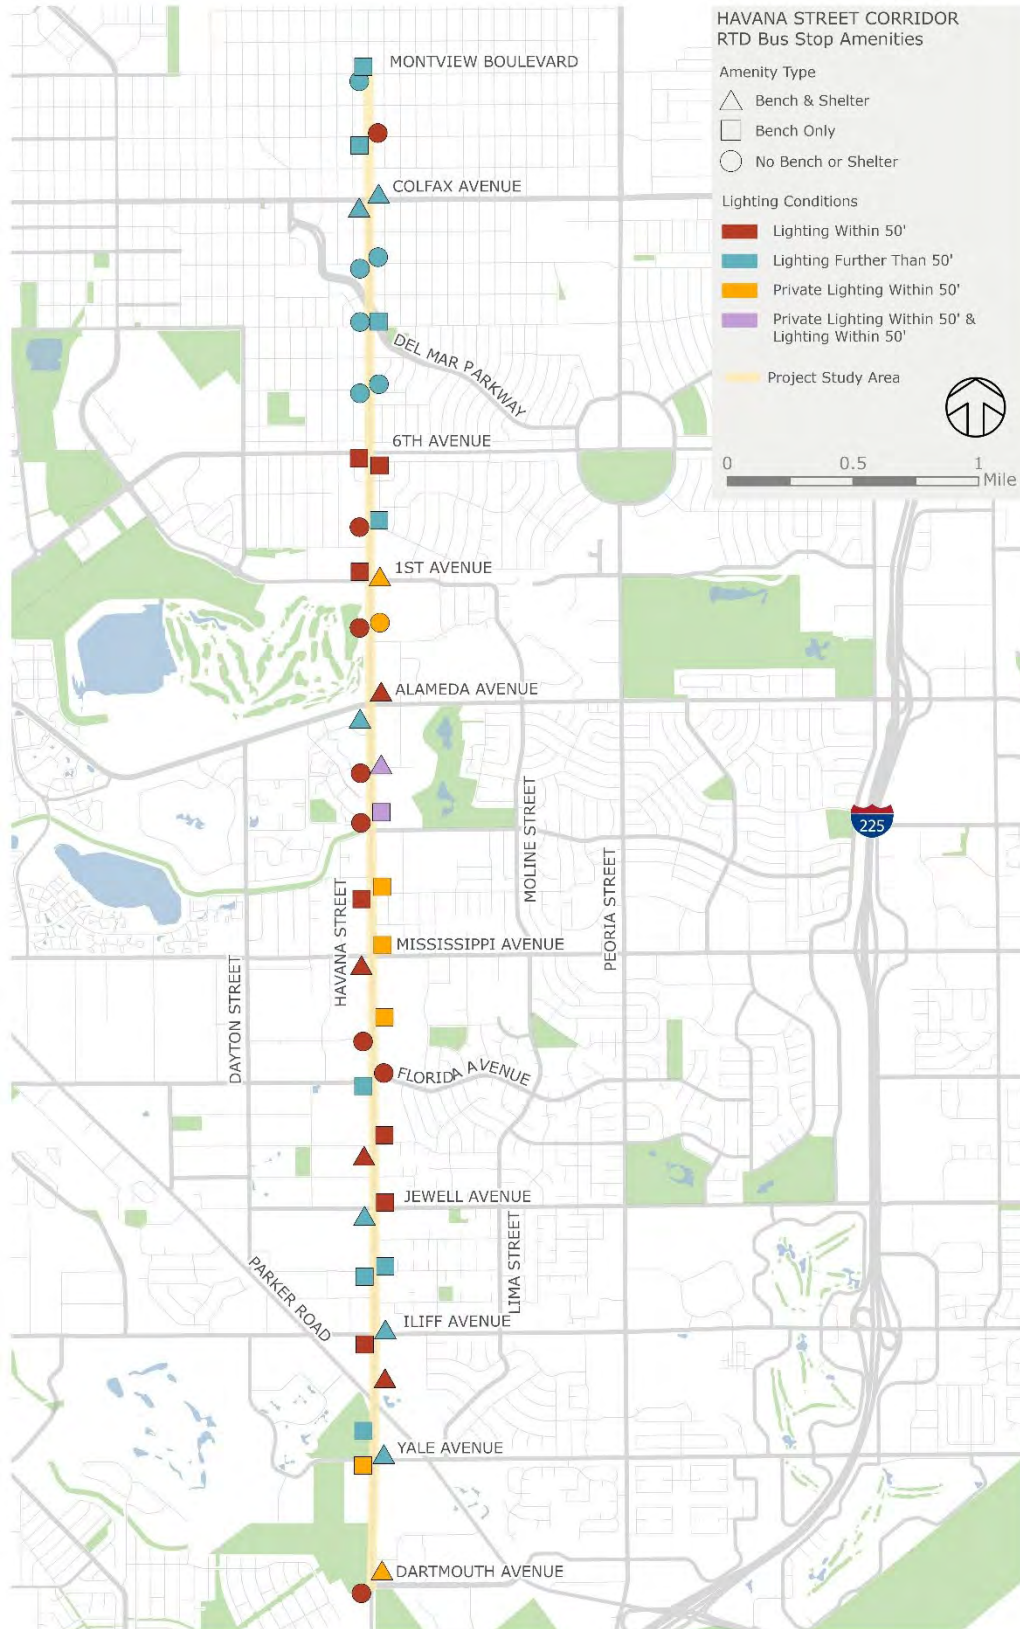 HAVANA STREET CORRIDOR
RTD Bus Stop Amenities
Amenity Type
Bench & Shelter
Bench Only
No Bench or Shelter
Lighting Conditions
Lighting Within 50'
Lighting Further Than 50'
Private Lighting Within 50'
Private Lighting Within 50' &
Lighting Within 50'
Project Study Area
0 0.5 1
Mile
MONTVIEW BOULEVARD
COLFAX AVENUE
DEL MAR PARKWAY
6TH AVENUE
1ST AVENUE
ALAMEDA AVENUE
MOLINE STREET
225
PEORIA STREET
HAVANA STREET
MISSISSIPPI AVENUE
DAYTON STREET
FLORIDA AVENUE
JEWELL AVENUE
LIMA STREET
PARKER ROAD
ILIFF AVENUE
YALE AVENUE
DARTMOUTH AVENUE